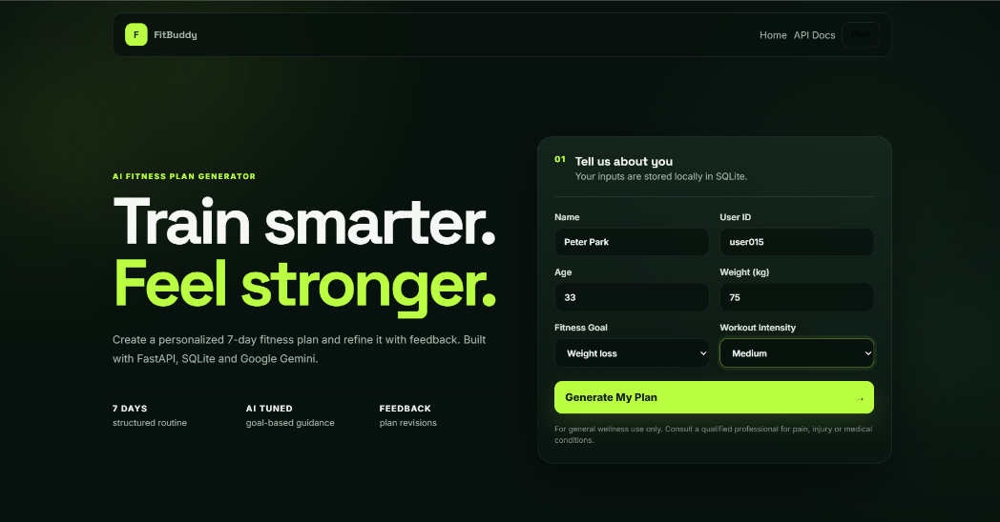 F FitBuddy
Home API Docs Print
AI FITNESS PLAN GENERATOR
Train smarter.
Feel stronger.
Create a personalized 7-day fitness plan and refine it with feedback. Built
with FastAPI, SQLite and Google Gemini.
7 DAYS AI TUNED FEEDBACK
structured routine goal-based guidance plan revisions
01 Tell us about you
Your inputs are stored locally in SQLite.
Name User ID
Peter Park user015
Age Weight (kg)
33 75
Fitness Goal Workout Intensity
Weight loss Medium
Generate My Plan →
For general wellness use only. Consult a qualified professional for pain, injury or medical
conditions.